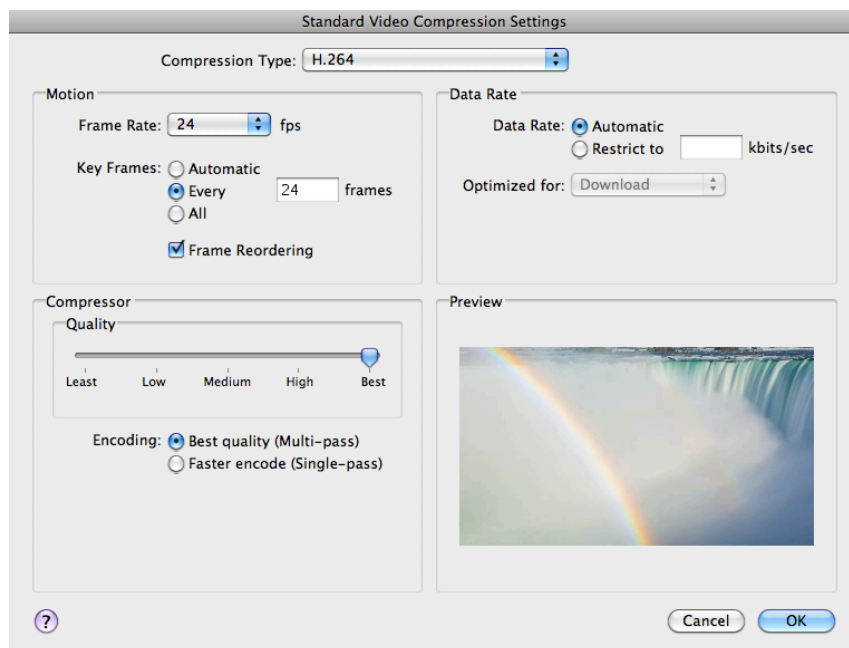 Standard Video Compression Settings
Compression Type: H.264
Motion
Frame Rate: 24 fps
Key Frames: Automatic
Every 24 frames
All
Frame Reordering
Data Rate
Data Rate: Automatic
Restrict to kbits/sec
Optimized for: Download
Compressor
Quality
Least Low Medium High Best
Encoding: Best quality (Multi-pass)
Faster encode (Single-pass)
Preview
?
Cancel OK